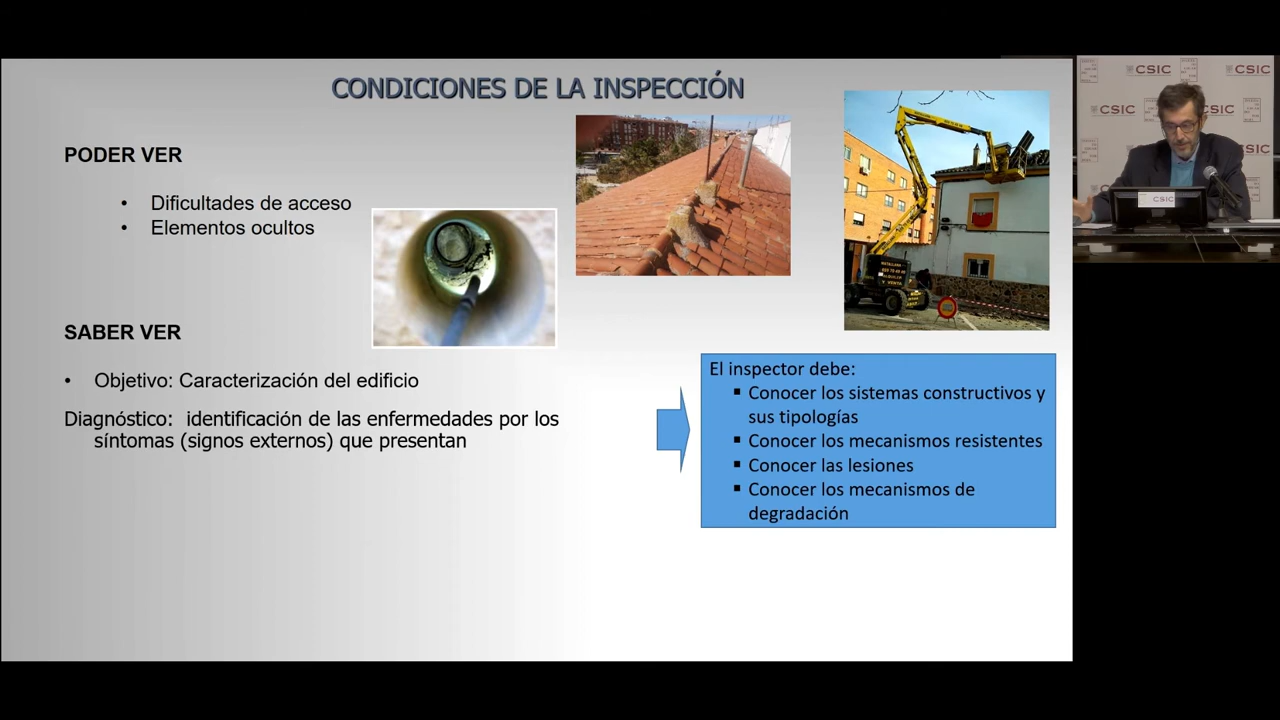 CONDICIONES DE LA INSPECCIÓN
PODER VER
• Dificultades de acceso
• Elementos ocultos
SABER VER
• Objetivo: Caracterización del edificio
Diagnóstico: identificación de las enfermedades por los
síntomas (signos externos) que presentan
El inspector debe:
▪ Conocer los sistemas constructivos y
sus tipologías
▪ Conocer los mecanismos resistentes
▪ Conocer las lesiones
▪ Conocer los mecanismos de
degradación
CSIC
CSIC
CSIC
CSIC
CSIC
CSIC